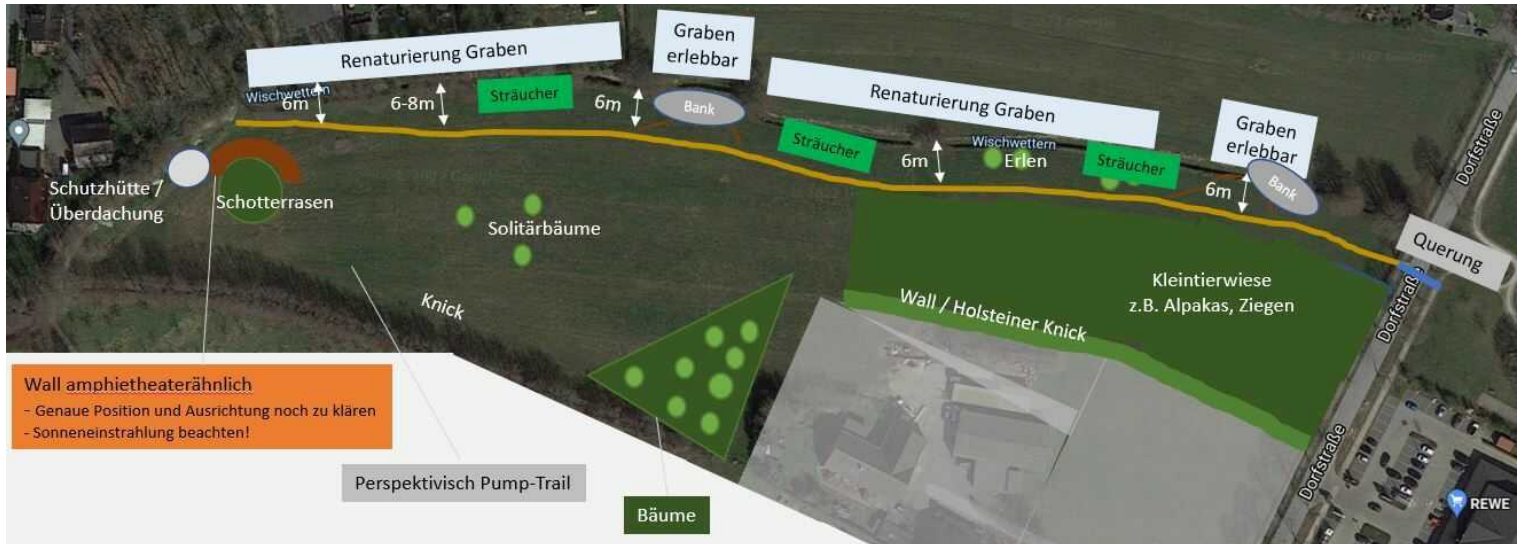 Renaturierung Graben
Graben
erlebbar
Wischwettern
6m
6-8m
Sträucher
6m
Bank
Renaturierung Graben
Graben
erlebbar
Sträucher
6m
Wischwettern
Erlen
Sträucher
6m
Bank
Dorfstraße
Schutzhütte /
Überdachung
Schotterrasen
Solitärbäume
Querung
Kleintierwiese
z.B. Alpakas, Ziegen
Knick
Wall / Holsteiner Knick
Dorfstraße
Wall amphietheaterähnlich
- Genaue Position und Ausrichtung noch zu klären
- Sonneneinstrahlung beachten!
Perspektivisch Pump-Trail
Bäume
Dorfstraße
REWE